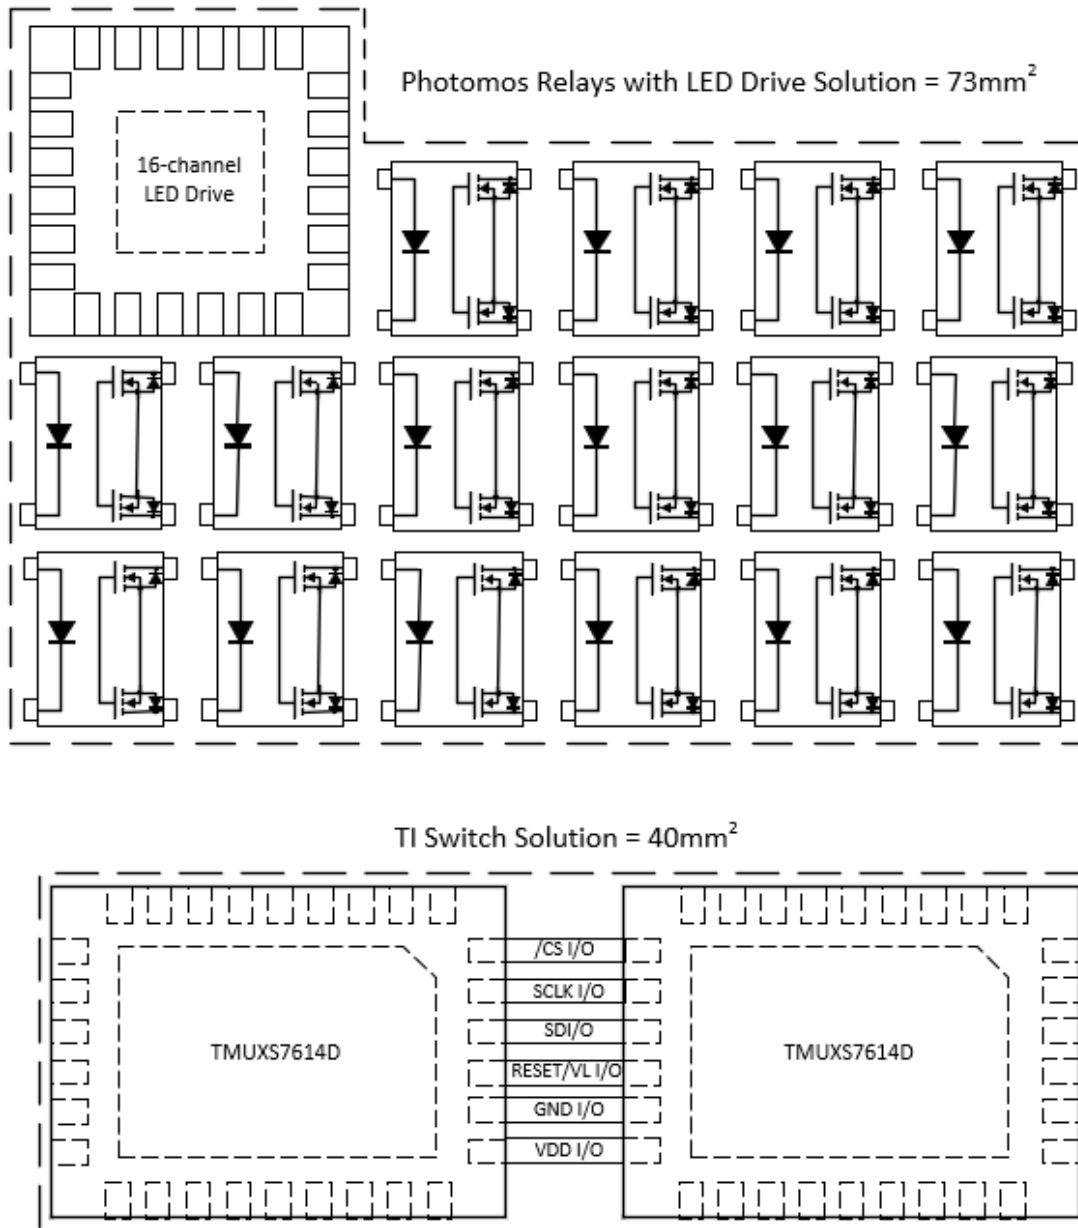 Photomos Relays with LED Drive Solution = 73mm²
16-channel
LED Drive
TI Switch Solution = 40mm²
/CS I/O
SCLK I/O
SDI/O
RESET/VL I/O
GND I/O
VDD I/O
TMUXS7614D
TMUXS7614D